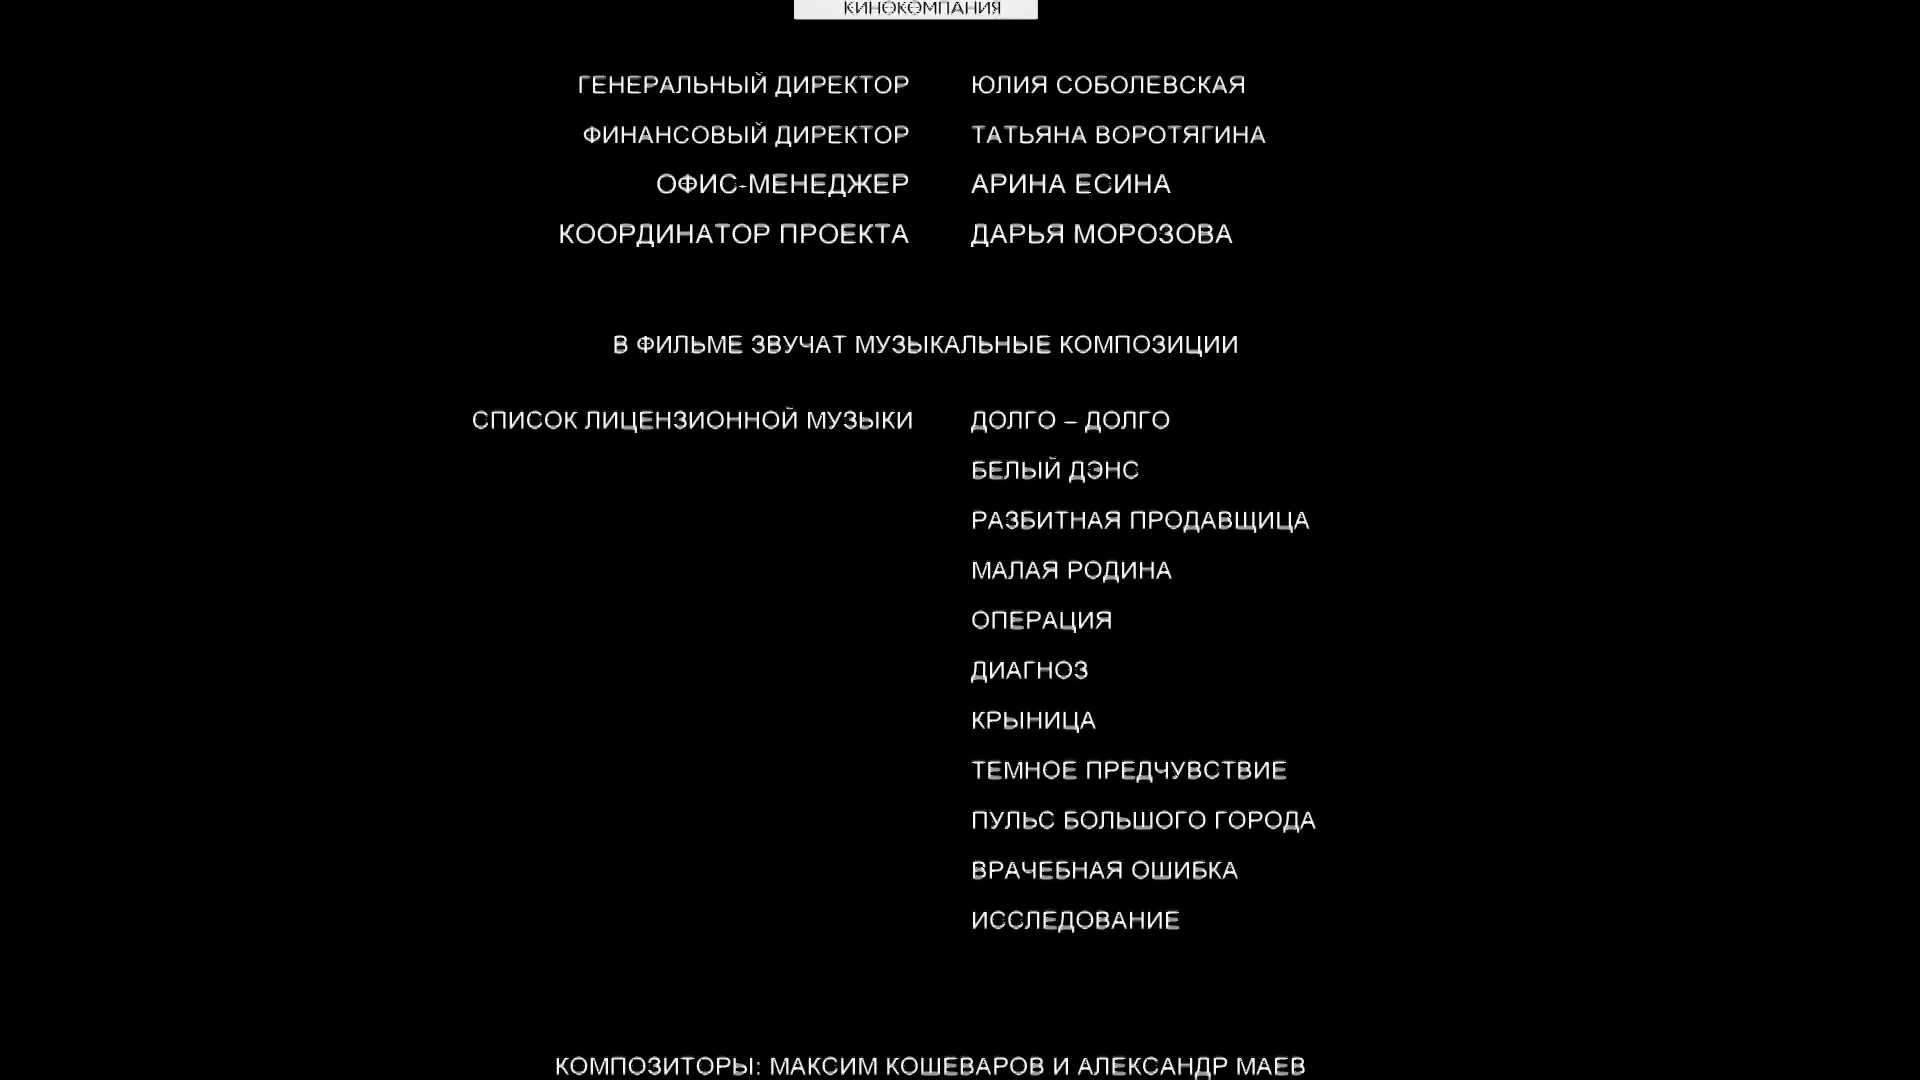 КИНОКОМПАНИЯ
ГЕНЕРАЛЬНЫЙ ДИРЕКТОР ЮЛИЯ СОБОЛЕВСКАЯ
ФИНАНСОВЫЙ ДИРЕКТОР ТАТЬЯНА ВОРОТЯГИНА
ОФИС-МЕНЕДЖЕР АРИНА ЕСИНА
КООРДИНАТОР ПРОЕКТА ДАРЬЯ МОРОЗОВА
В ФИЛЬМЕ ЗВУЧАТ МУЗЫКАЛЬНЫЕ КОМПОЗИЦИИ
СПИСОК ЛИЦЕНЗИОННОЙ МУЗЫКИ ДОЛГО – ДОЛГО
БЕЛЫЙ ДЭНС
РАЗБИТНАЯ ПРОДАВЩИЦА
МАЛАЯ РОДИНА
ОПЕРАЦИЯ
ДИАГНОЗ
КРЫНИЦА
ТЕМНОЕ ПРЕДЧУВСТВИЕ
ПУЛЬС БОЛЬШОГО ГОРОДА
ВРАЧЕБНАЯ ОШИБКА
ИССЛЕДОВАНИЕ
КОМПОЗИТОРЫ: МАКСИМ КОШЕВАРОВ И АЛЕКСАНДР МАЕВ